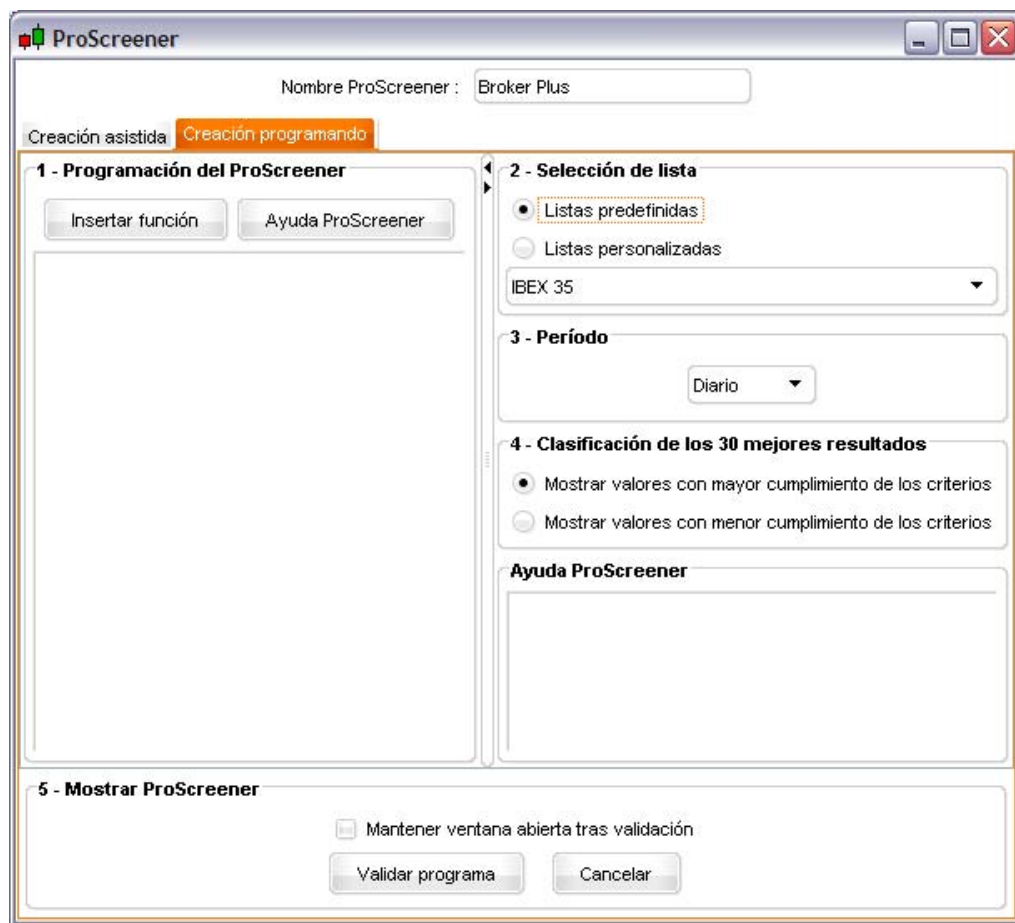 ProScreener
Nombre ProScreener : Broker Plus
Creación asistida Creación programando
1 - Programación del ProScreener
Insertar función Ayuda ProScreener
2 - Selección de lista
Listas predefinidas
Listas personalizadas
IBEX 35
3 - Período
Diario
4 - Clasificación de los 30 mejores resultados
Mostrar valores con mayor cumplimiento de los criterios
Mostrar valores con menor cumplimiento de los criterios
Ayuda ProScreener
5 - Mostrar ProScreener
Mantener ventana abierta tras validación
Validar programa Cancelar